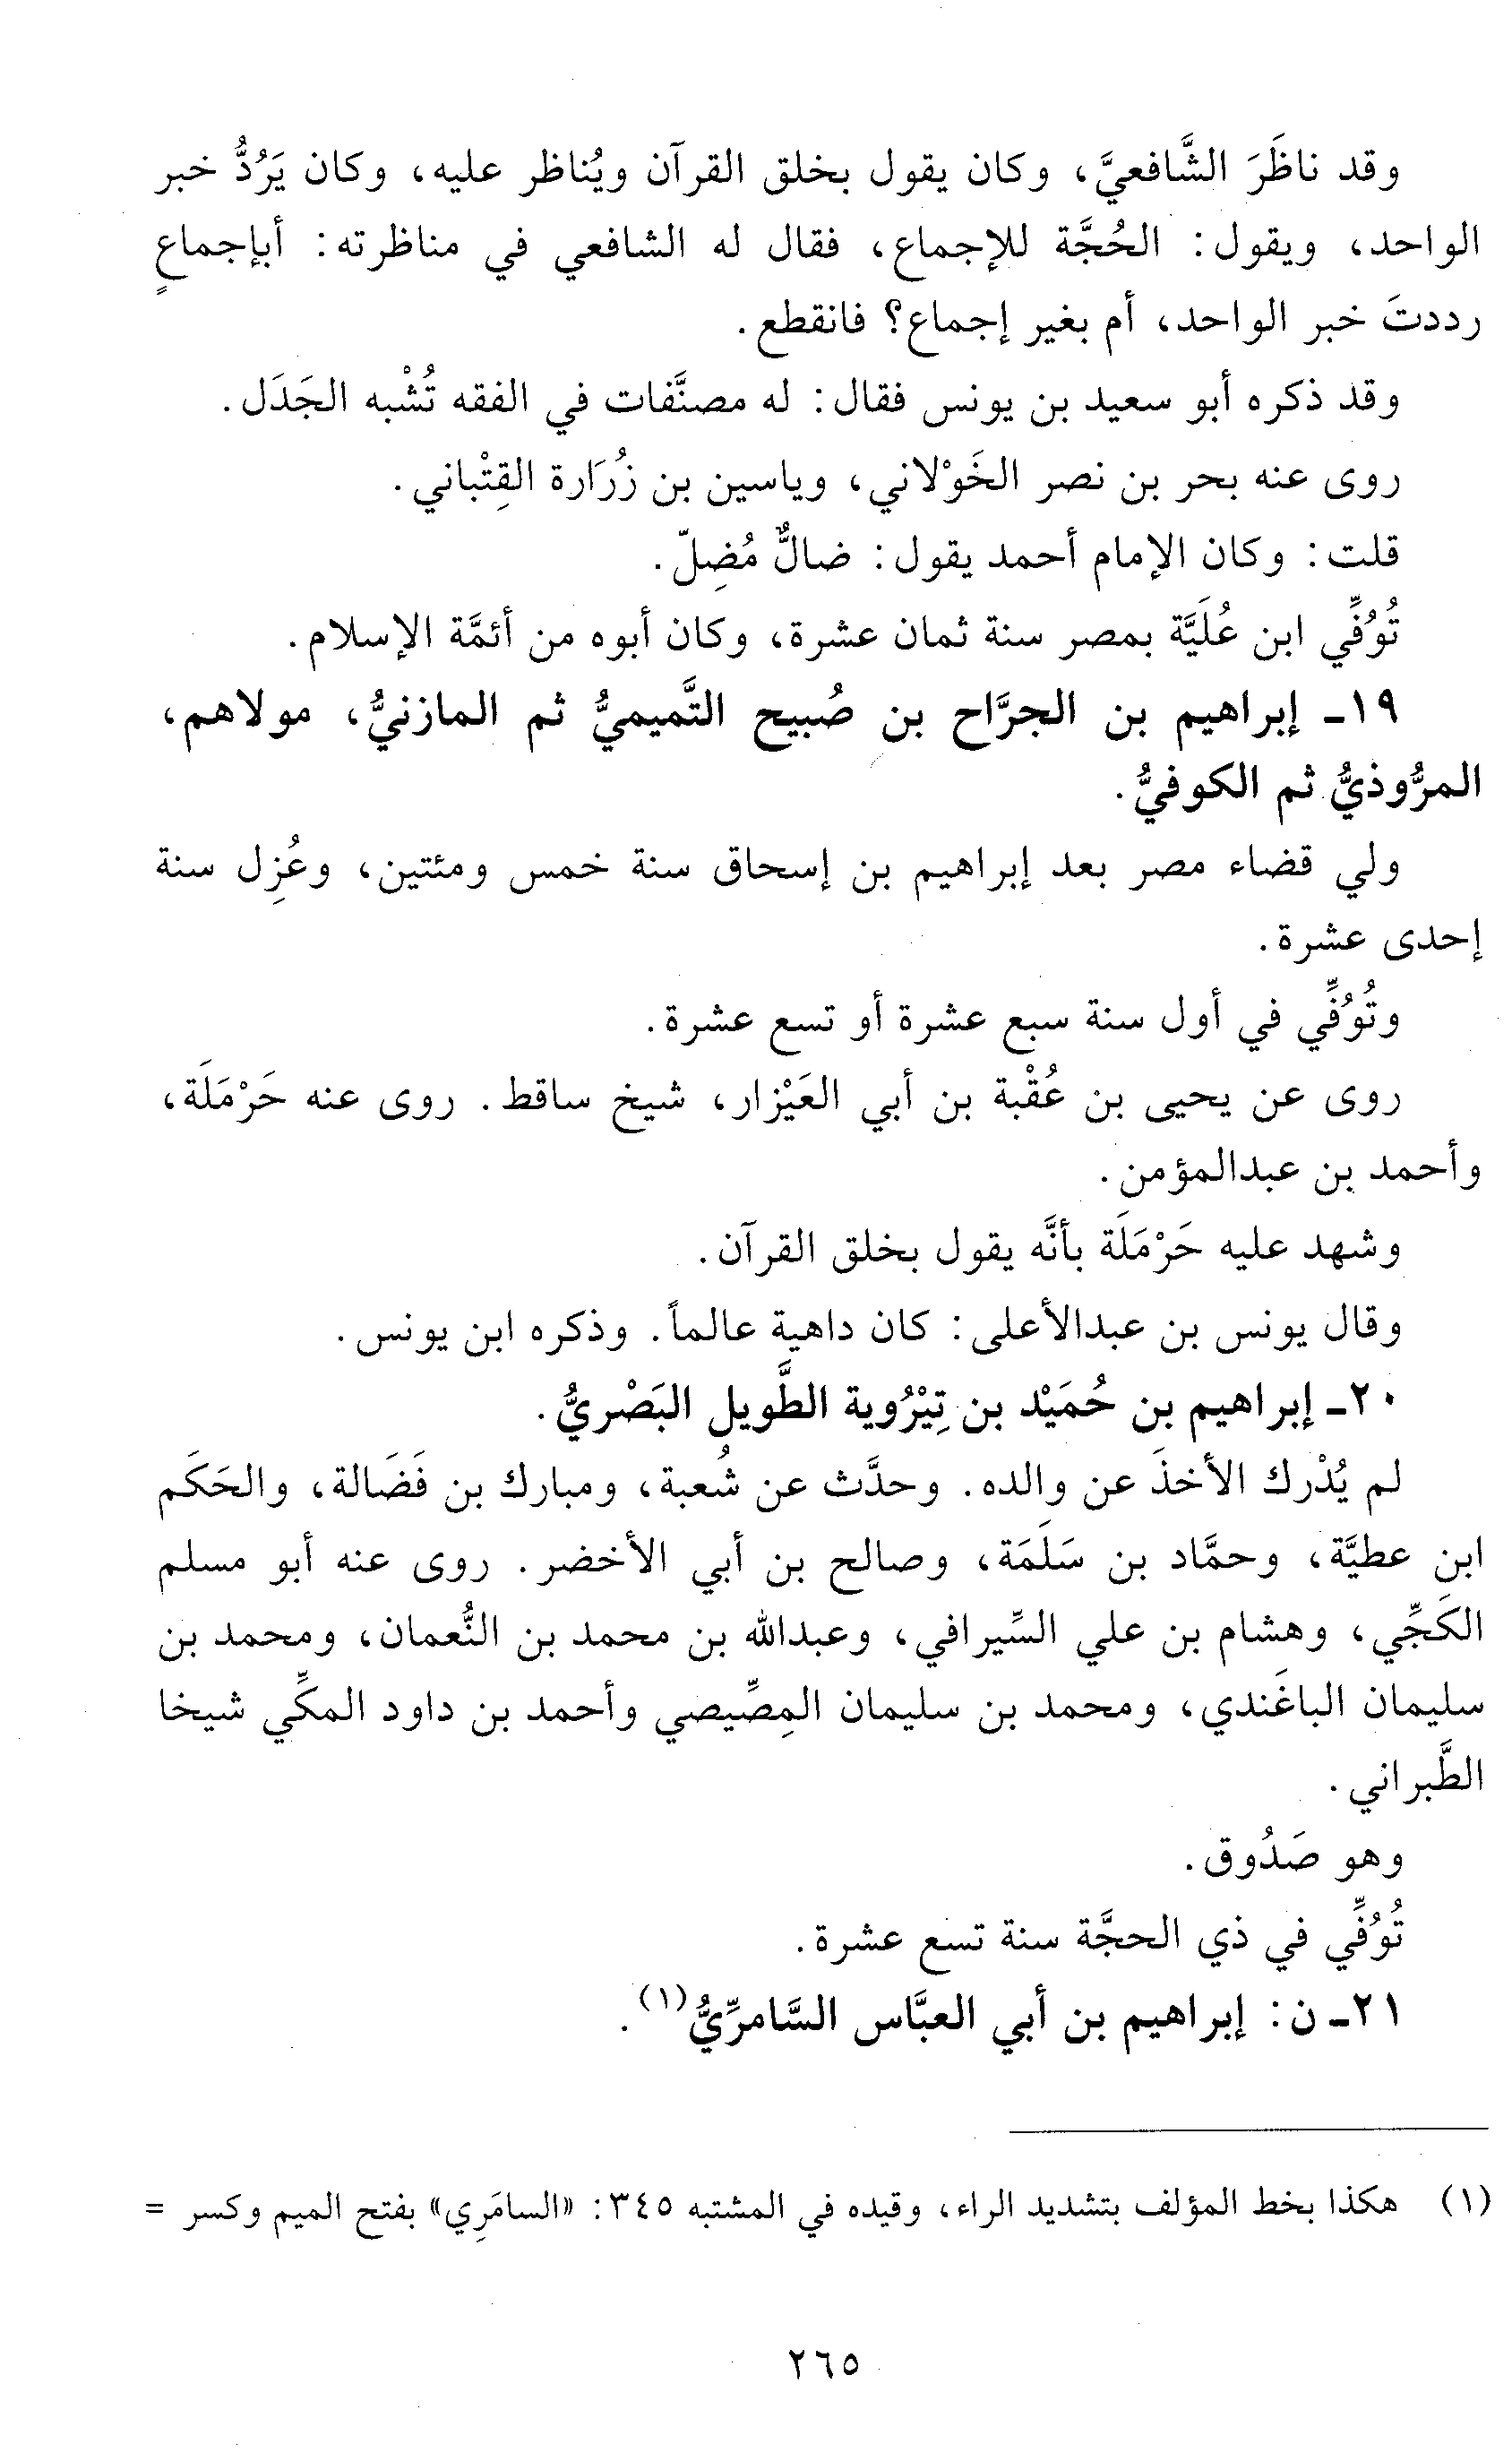 وقد ناظَرَ الشَّافعيَّ، وكان يقول بخلق القرآن ويُناظر عليه، وكان يَرُدُّ خبر
الواحد، ويقول: الحُجَّة للإجماع، فقال له الشافعي في مناظرته: أبإجماعٍ
رددتَ خبر الواحد، أم بغير إجماع؟ فانقطع.
وقد ذكره أبو سعيد بن يونس فقال: له مصنَّفات في الفقه تُشْبه الجَدَل.
روى عنه بحر بن نصر الخَوْلاني، وياسين بن زُرَارة القِتْباني.
قلت: وكان الإمام أحمد يقول: ضالٌّ مُضِلّ.
تُوُفِّي ابن عُلَيَّة بمصر سنة ثمان عشرة، وكان أبوه من أئمَّة الإسلام.
١٩- إبراهيم بن الجرَّاح بن صُبيح التَّميميُّ ثم المازنيُّ، مولاهم،
المرُّوذيُّ ثم الكوفيُّ.
ولي قضاء مصر بعد إبراهيم بن إسحاق سنة خمس ومئتين، وعُزِل سنة
إحدى عشرة.
وتُوُفِّي في أول سنة سبع عشرة أو تسع عشرة.
روى عن يحيى بن عُقْبة بن أبي العَيْزار، شيخ ساقط. روى عنه حَرْمَلَة،
وأحمد بن عبدالمؤمن.
وشهد عليه حَرْمَلَة بأنَّه يقول بخلق القرآن.
وقال يونس بن عبدالأعلى: كان داهية عالماً. وذكره ابن يونس.
٢٠- إبراهيم بن حُمَيْد بن تِيْرُوية الطَّويل البَصْريُّ.
لم يُدْرك الأخذَ عن والده. وحدَّث عن شُعبة، ومبارك بن فَضَالة، والحَكَم
ابن عطيَّة، وحمَّاد بن سَلَمَة، وصالح بن أبي الأخضر. روى عنه أبو مسلم
الكَجِّي، وهشام بن علي السِّيرافي، وعبدالله بن محمد بن النُّعمان، ومحمد بن
سليمان الباغَندي، ومحمد بن سليمان المِصِّيصي وأحمد بن داود المكِّي شيخا
الطَّبراني.
وهو صَدُوق.
تُوُفِّي في ذي الحجَّة سنة تسع عشرة.
٢١- ن: إبراهيم بن أبي العبَّاس السَّامرِّيُّ(١).
(١) هكذا بخط المؤلف بتشديد الراء، وقيده في المشتبه ٣٤٥: «السامَرِي» بفتح الميم وكسر =
٢٦٥